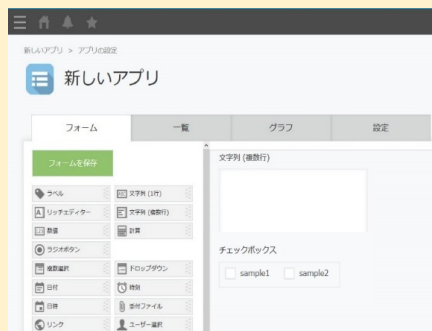 新しいアプリ > アプリの設定
新しいアプリ
フォーム
一覧
グラフ
設定
フォームを保存
ラベル
文字列 (1行)
リッチエディター
文字列 (複数行)
数値
計算
ラジオボタン
複数選択
ドロップダウン
日付
時刻
日時
添付ファイル
リンク
ユーザー選択
文字列 (複数行)
チェックボックス
sample1
sample2